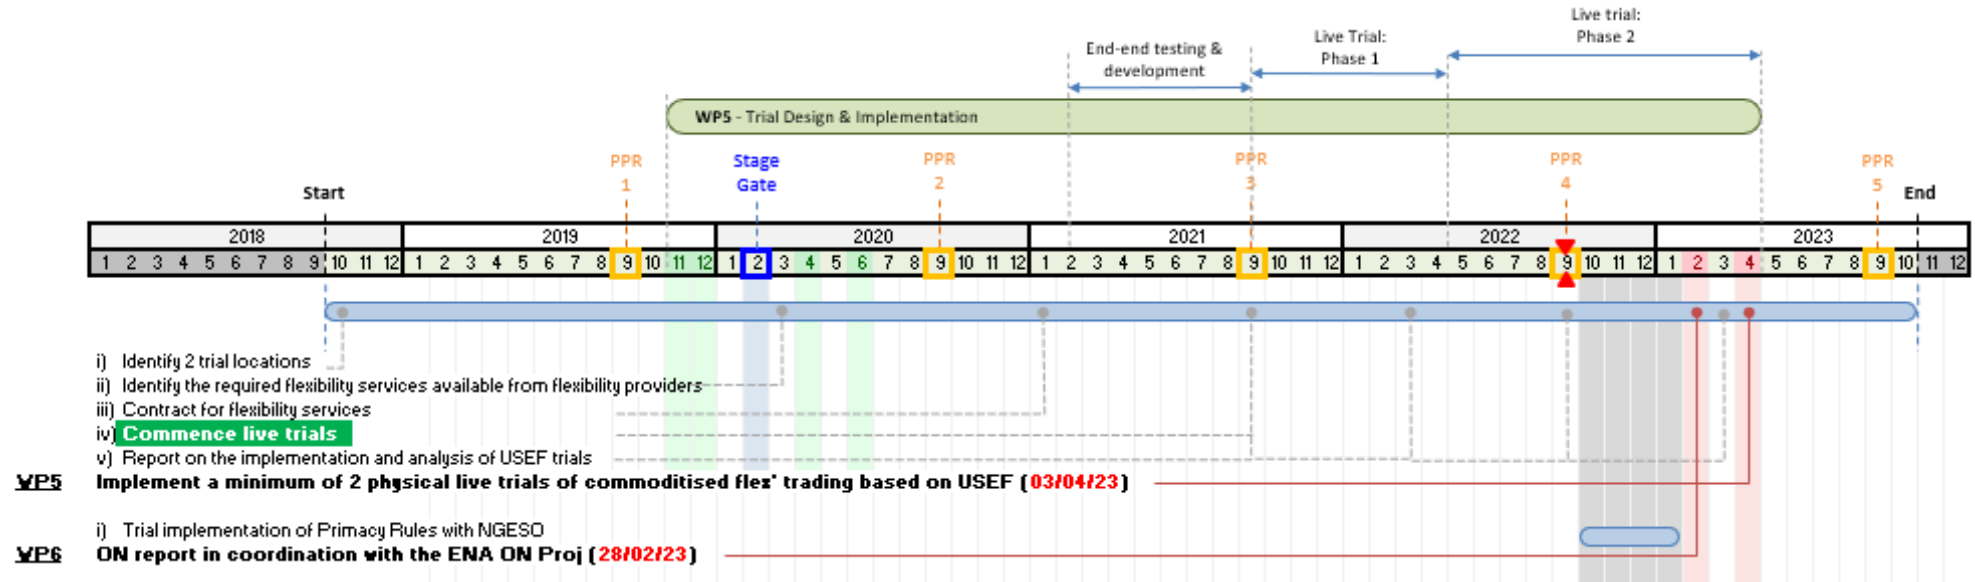 Live trial:
Phase 2
Live Trial:
Phase 1
End-end testing &
development
WP5 - Trial Design & Implementation
PPR
1
Stage
Gate
PPR
2
PPR
3
PPR
4
PPR
5
Start
End
2018 2019 2020 2021 2022 2023
1 2 3 4 5 6 7 8 9 10 11 12 1 2 3 4 5 6 7 8 9 10 11 12 1 2 3 4 5 6 7 8 9 10 11 12 1 2 3 4 5 6 7 8 9 10 11 12 1 2 3 4 5 6 7 8 9 10 11 12 1 2 3 4 5 6 7 8 9 10 11 12
i) Identify 2 trial locations
ii) Identify the required flexibility services available from flexibility providers
iii) Contract for flexibility services
iv) Commence live trials
v) Report on the implementation and analysis of USEF trials
WP5 Implement a minimum of 2 physical live trials of commoditised flex' trading based on USEF (03/04/23)
i) Trial implementation of Primacy Rules with NGESO
WP6 ON report in coordination with the ENA ON Proj (28/02/23)